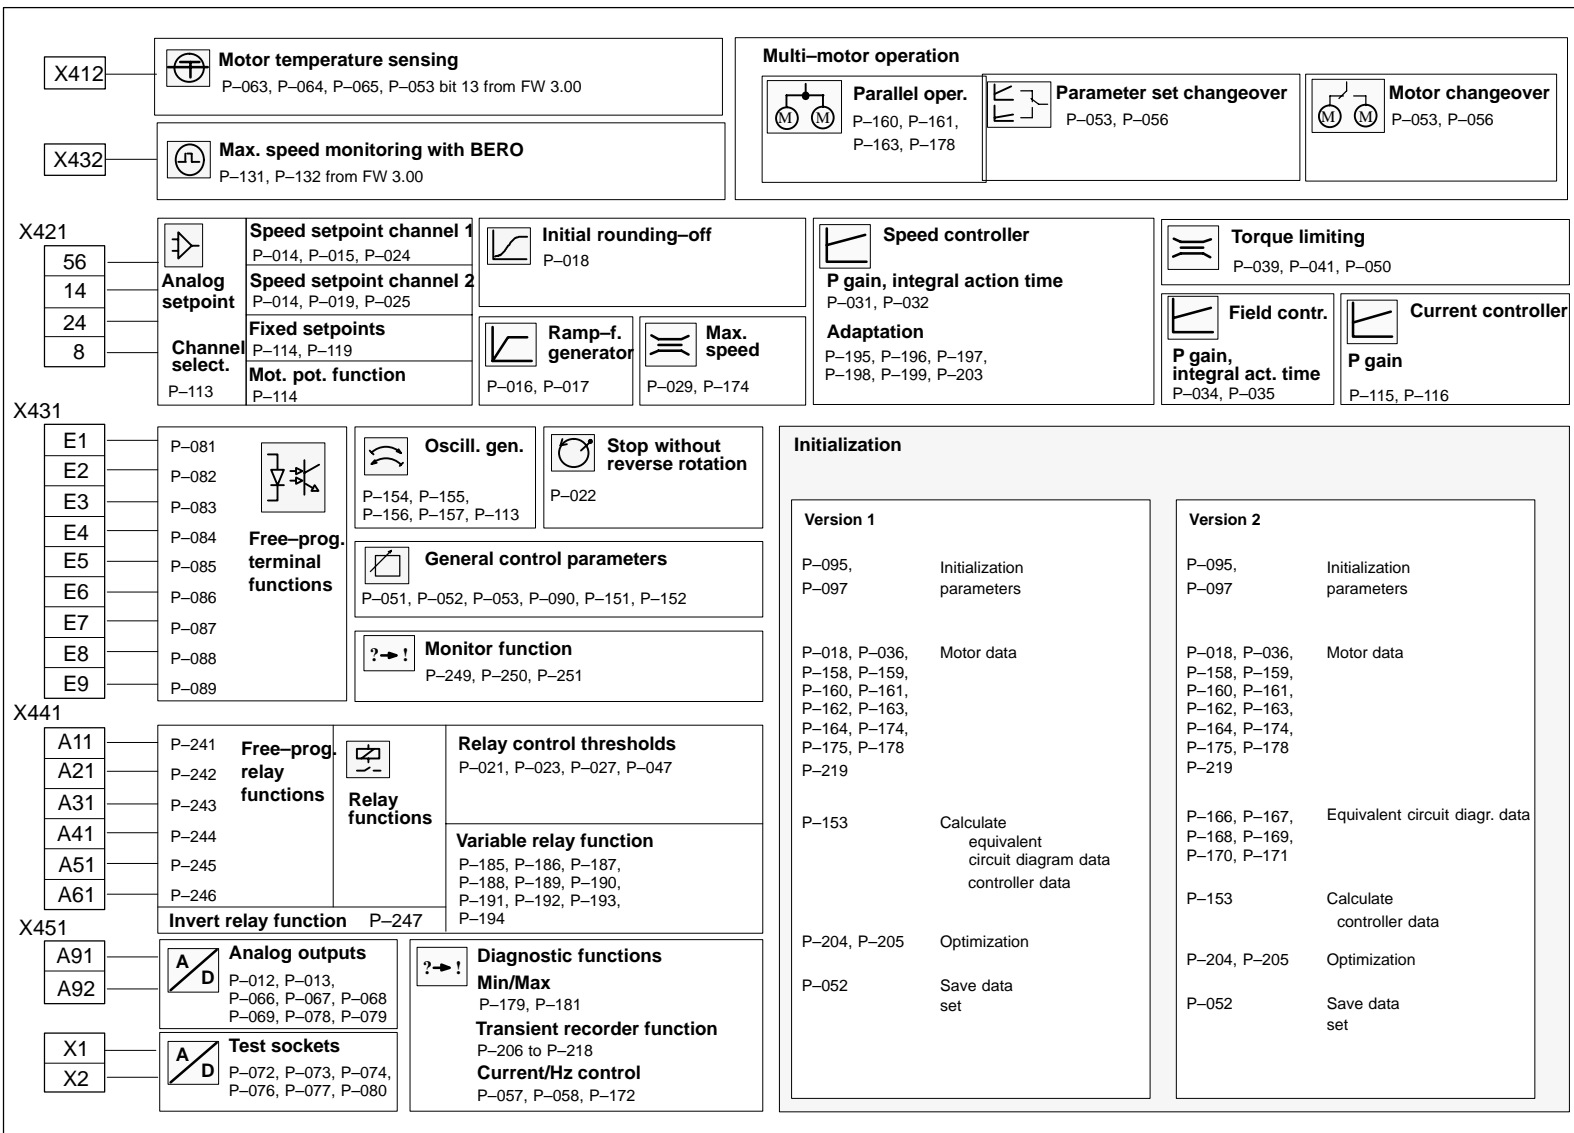 X412
Motor temperature sensing
P–063, P–064, P–065, P–053 bit 13 from FW 3.00
X432
Max. speed monitoring with BERO
P–131, P–132 from FW 3.00
Multi–motor operation
M M
Parallel oper.
P–160, P–161,
P–163, P–178
Parameter set changeover
P–053, P–056
M M
Motor changeover
P–053, P–056
X421
56
14
24
8
Analog
setpoint
Channel
select.
P–113
Speed setpoint channel 1
P–014, P–015, P–024
Speed setpoint channel 2
P–014, P–019, P–025
Fixed setpoints
P–114, P–119
Mot. pot. function
P–114
Initial rounding–off
P–018
Ramp–f.
generator
P–016, P–017
Max.
speed
P–029, P–174
Speed controller
P gain, integral action time
P–031, P–032
Adaptation
P–195, P–196, P–197,
P–198, P–199, P–203
Torque limiting
P–039, P–041, P–050
Field contr.
P gain,
integral act. time
P–034, P–035
Current controller
P gain
P–115, P–116
X431
E1
E2
E3
E4
E5
E6
E7
E8
E9
P–081
P–082
P–083
P–084
P–085
P–086
P–087
P–088
P–089
Free–prog.
terminal
functions
Oscill. gen.
P–154, P–155,
P–156, P–157, P–113
Stop without
reverse rotation
P–022
General control parameters
P–051, P–052, P–053, P–090, P–151, P–152
?→!
Monitor function
P–249, P–250, P–251
X441
A11
A21
A31
A41
A51
A61
P–241
P–242
P–243
P–244
P–245
P–246
Free–prog.
relay
functions
Relay
functions
Invert relay function P–247
Relay control thresholds
P–021, P–023, P–027, P–047
Variable relay function
P–185, P–186, P–187,
P–188, P–189, P–190,
P–191, P–192, P–193,
P–194
X451
A91
A92
A
D
Analog outputs
P–012, P–013,
P–066, P–067, P–068
P–069, P–078, P–079
X1
X2
A
D
Test sockets
P–072, P–073, P–074,
P–076, P–077, P–080
?→!
Diagnostic functions
Min/Max
P–179, P–181
Transient recorder function
P–206 to P–218
Current/Hz control
P–057, P–058, P–172
Initialization
Version 1
P–095, Initialization
P–097 parameters
P–018, P–036, Motor data
P–158, P–159,
P–160, P–161,
P–162, P–163,
P–164, P–174,
P–175, P–178
P–219
P–153 Calculate
equivalent
circuit diagram data
controller data
P–204, P–205 Optimization
P–052 Save data
set
Version 2
P–095, Initialization
P–097 parameters
P–018, P–036, Motor data
P–158, P–159,
P–160, P–161,
P–162, P–163,
P–164, P–174,
P–175, P–178
P–219
P–166, P–167, Equivalent circuit diagr. data
P–168, P–169,
P–170, P–171
P–153 Calculate
controller data
P–204, P–205 Optimization
P–052 Save data
set